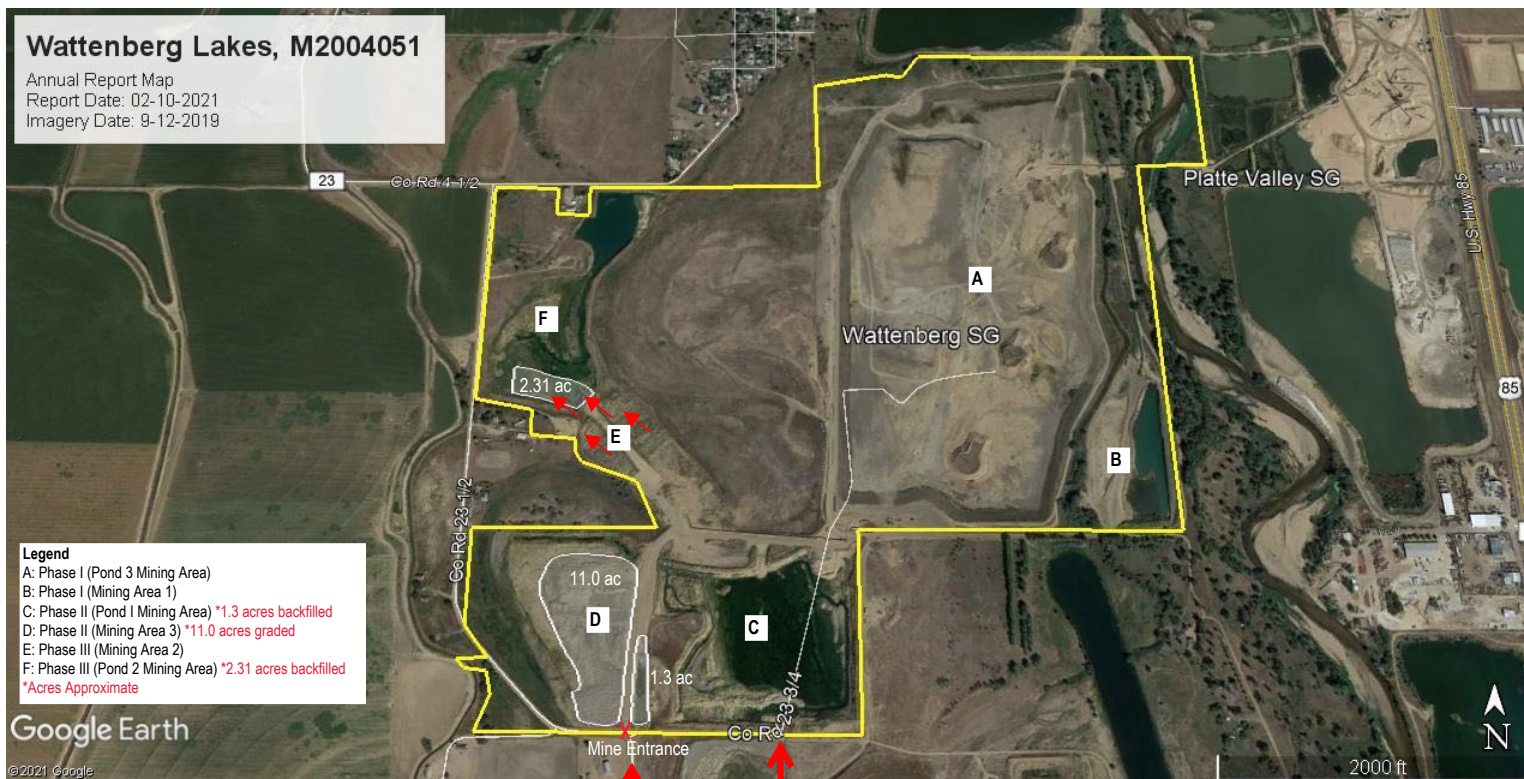 Wattenberg Lakes, M2004051
Annual Report Map
Report Date: 02-10-2021
Imagery Date: 9-12-2019
23
Co Rd 4 1/2
Platte Valley SG
U.S. Hwy 85
A
F
Wattenberg SG
2.31 ac
85
E
B
Co Rd 23-1/2
Legend
A: Phase I (Pond 3 Mining Area)
B: Phase I (Mining Area 1)
C: Phase II (Pond I Mining Area) *1.3 acres backfilled
D: Phase II (Mining Area 3) *11.0 acres graded
E: Phase III (Mining Area 2)
F: Phase III (Pond 2 Mining Area) *2.31 acres backfilled
*Acres Approximate
11.0 ac
D
C
1.3 ac
Co Rd 23-3/4
X
Mine Entrance
Google Earth
©2021 Google
N
2000 ft